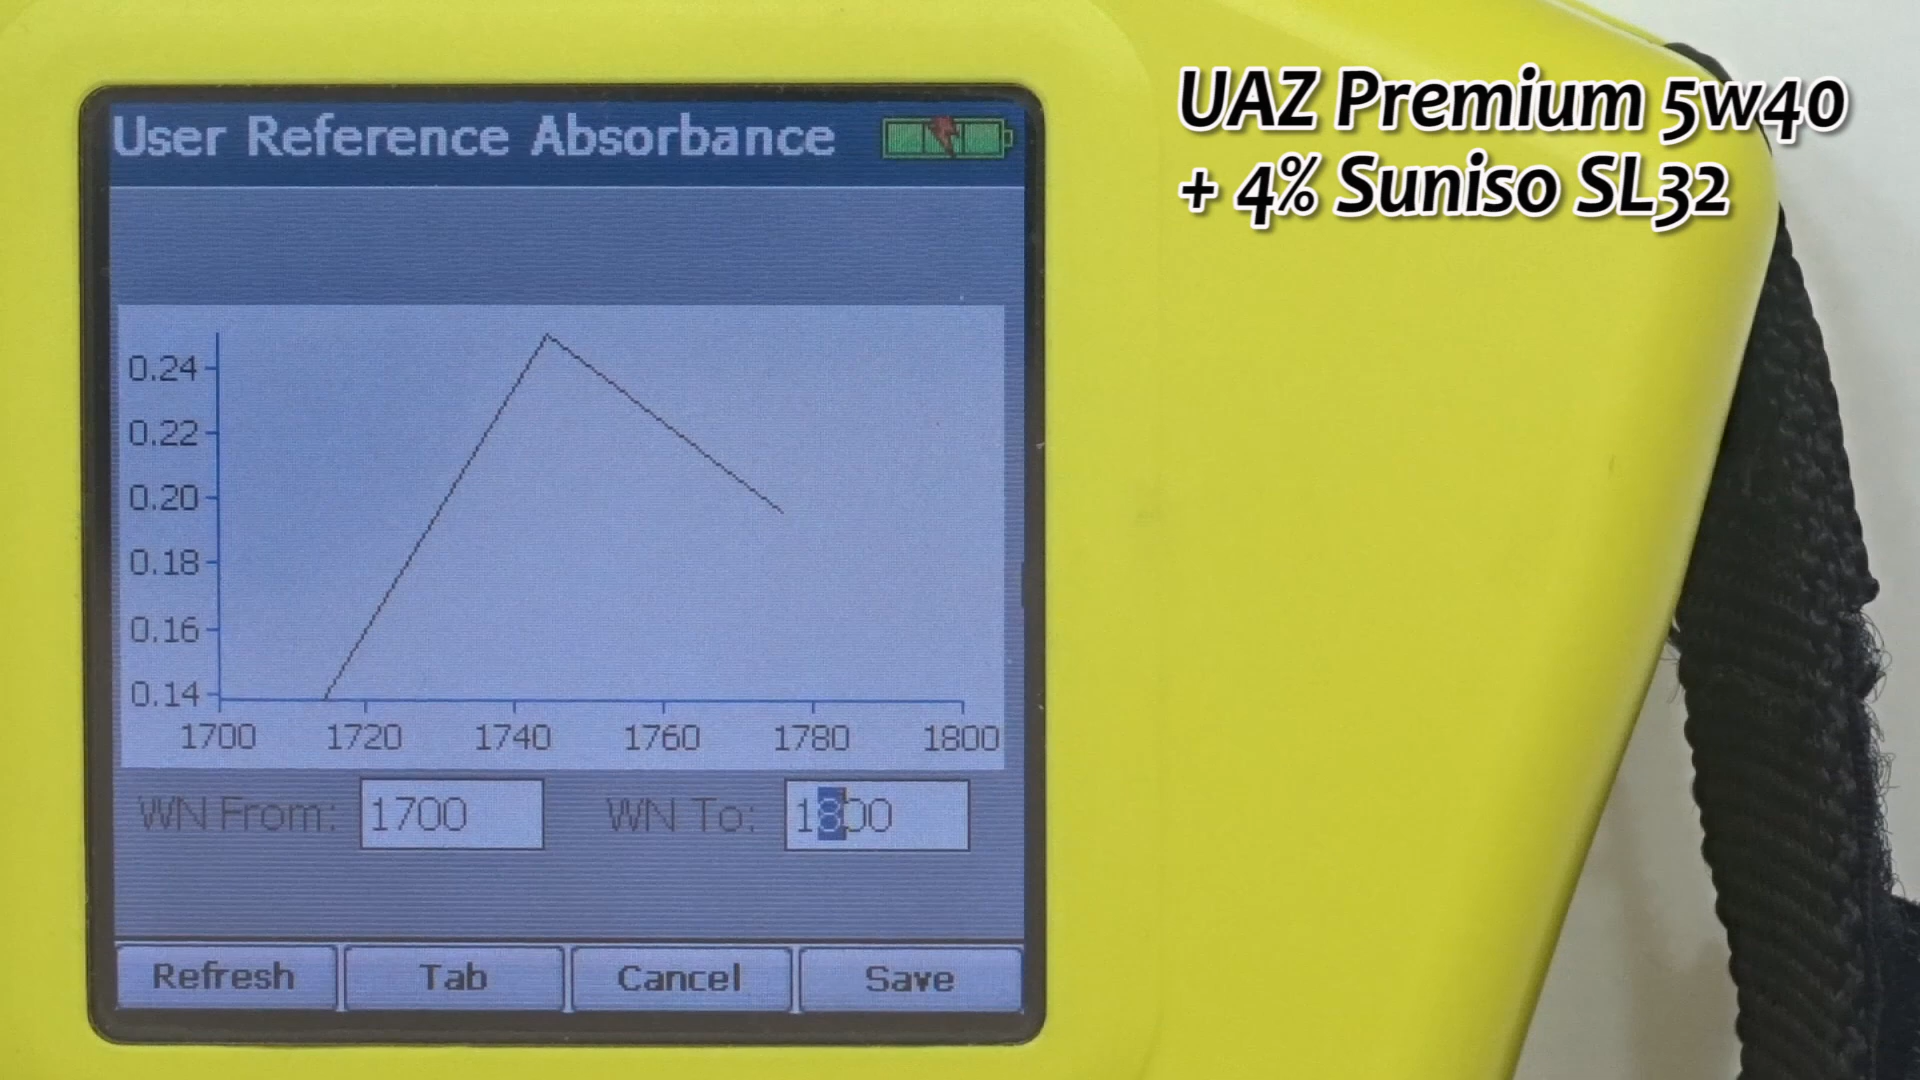 UAZ Premium 5w40
+ 4% Suniso SL32
User Reference Absorbance
0.24
0.22
0.20
0.18
0.16
0.14
1700 1720 1740 1760 1780 1800
WN From: 1700 WN To: 1800
Refresh Tab Cancel Save